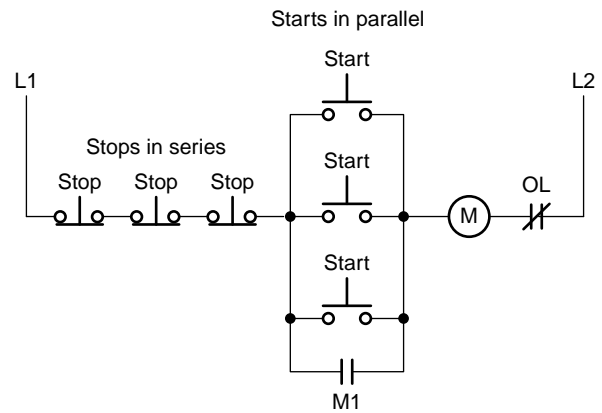 Starts in parallel
Start
L1
L2
Start
Stops in series
Stop Stop Stop
OL
M
Start
M1